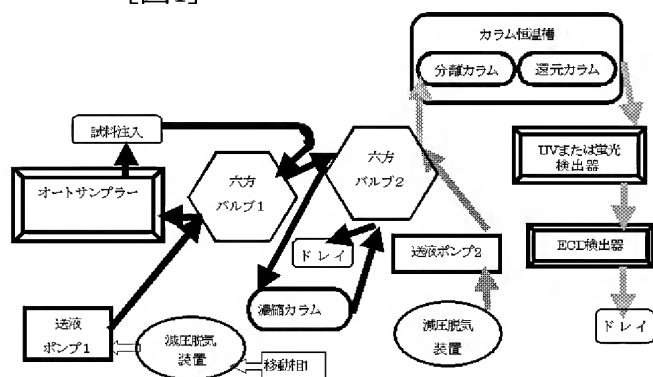 [図1]
カラム恒温槽
分離カラム
還元カラム
試料注入
オートサンプラー
六方
バルブ1
六方
バルブ2
UVまたは蛍光
検出器
ドレイ
送液ポンプ2
ECD検出器
濃縮カラム
送液
ポンプ1
減圧脱気
装置
移動相1
減圧脱気
装置
ドレイ